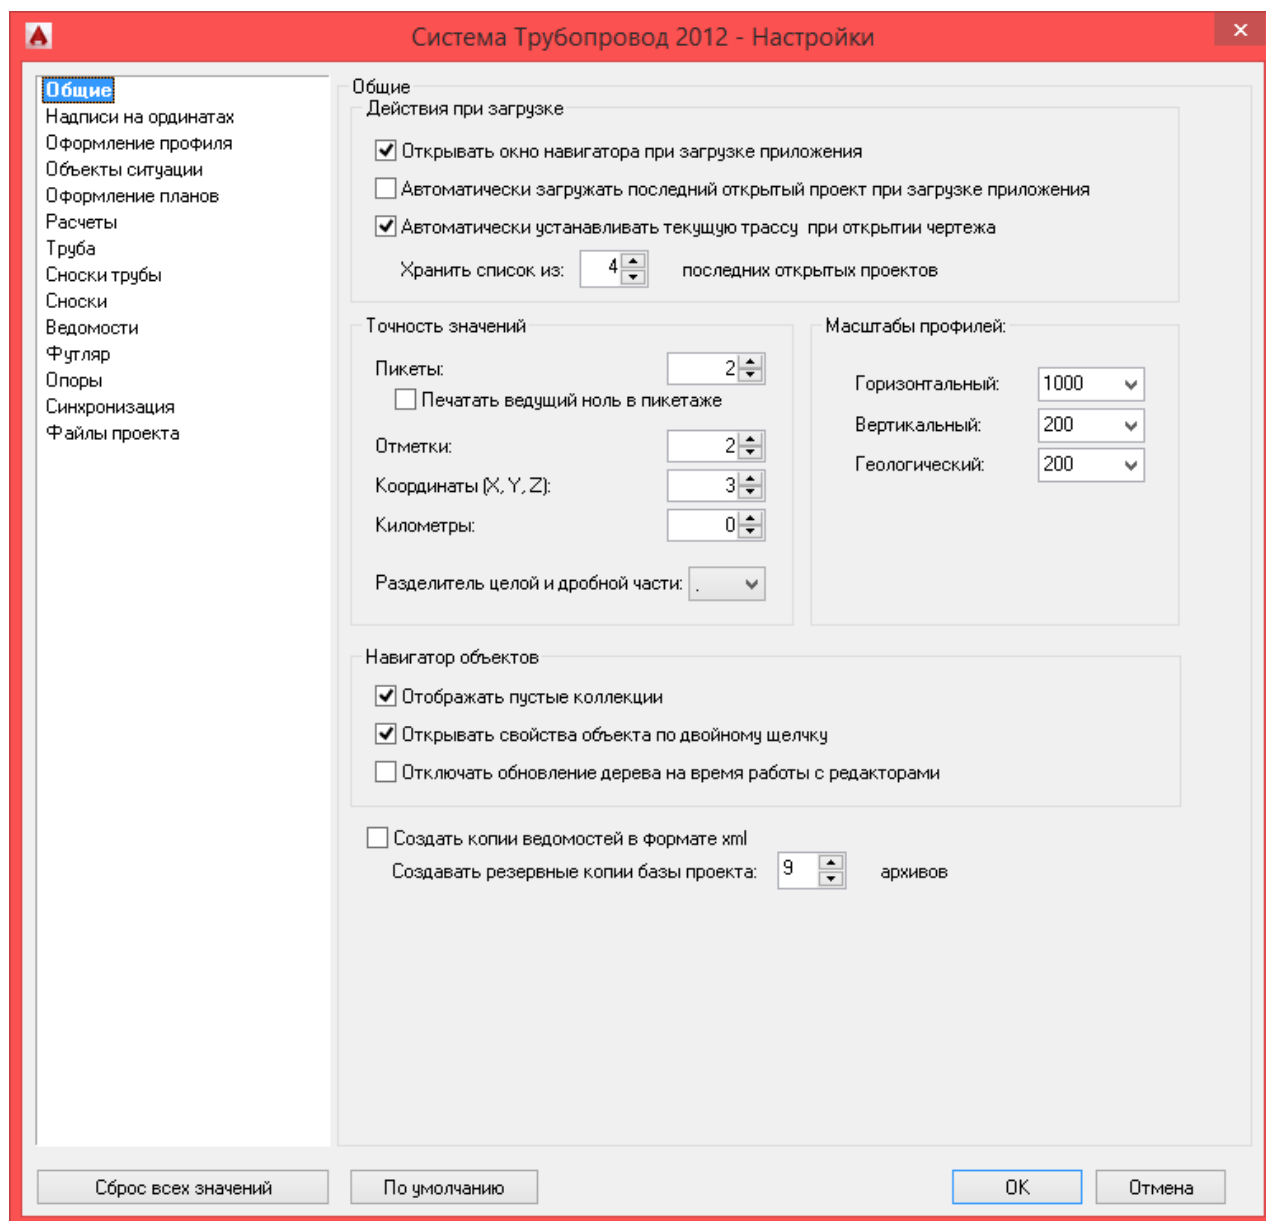 Система Трубопровод 2012 - Настройки
Общие
Надписи на ординатах
Оформление профиля
Объекты ситуации
Оформление планов
Расчеты
Труба
Сноски трубы
Сноски
Ведомости
Футляр
Опоры
Синхронизация
Файлы проекта
Общие
Действия при загрузке
Открывать окно навигатора при загрузке приложения
Автоматически загружать последний открытый проект при загрузке приложения
Автоматически устанавливать текущую трассу при открытии чертежа
Хранить список из: 4 последних открытых проектов
Точность значений
Пикеты: 2
Печатать ведущий ноль в пикетаже
Отметки: 2
Координаты (X, Y, Z): 3
Километры: 0
Разделитель целой и дробной части: .
Масштабы профилей:
Горизонтальный: 1000
Вертикальный: 200
Геологический: 200
Навигатор объектов
Отображать пустые коллекции
Открывать свойства объекта по двойному щелчку
Отключать обновление дерева на время работы с редакторами
Создать копии ведомостей в формате xml
Создавать резервные копии базы проекта: 9 архивов
Сброс всех значений
По умолчанию
OK
Отмена